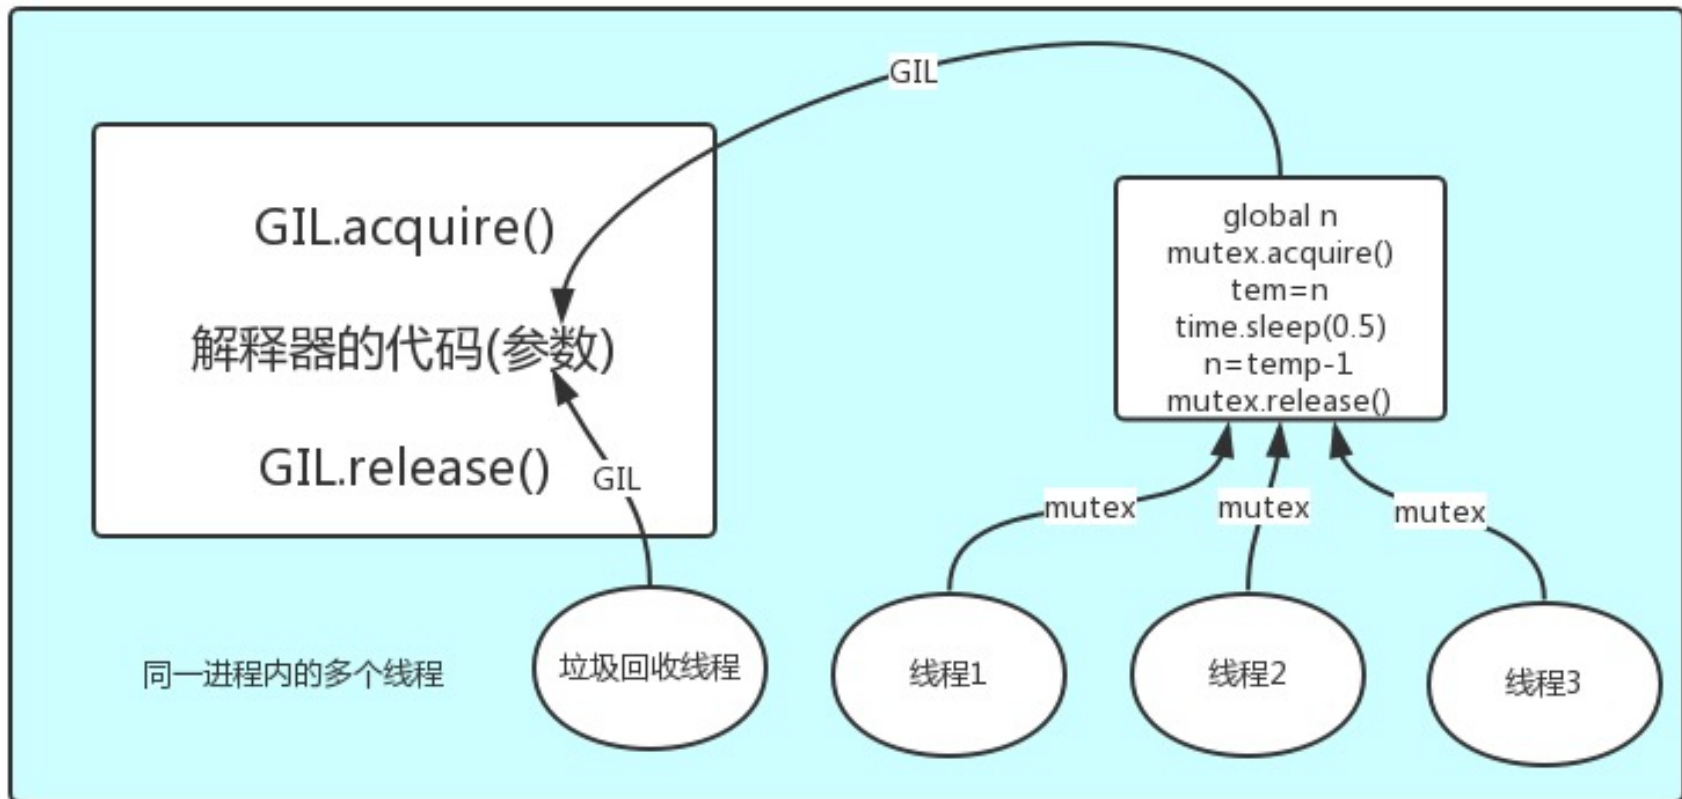 GIL
GIL.acquire()
解释器的代码(参数)
GIL.release()
GIL
global n
mutex.acquire()
tem=n
time.sleep(0.5)
n=temp-1
mutex.release()
mutex
mutex
mutex
同一进程内的多个线程
垃圾回收线程
线程1
线程2
线程3